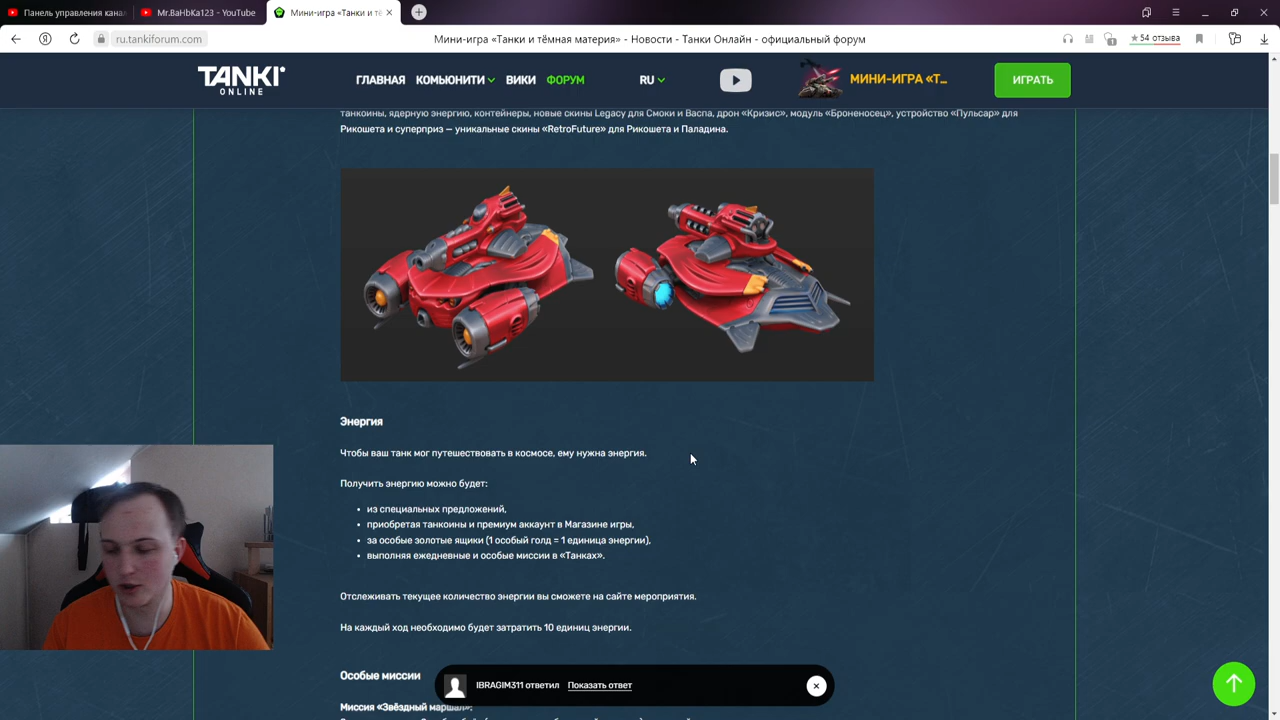 Панель управления канал
Mr.BaHbKa123 - YouTube
Мини-игра «Танки и тё
ru.tankiforum.com
Мини-игра «Танки и тёмная материя» - Новости - Танки Онлайн - официальный форум
54 отзыва
TANKI
ONLINE
ГЛАВНАЯ
КОМЬЮНИТИ
ВИКИ
ФОРУМ
RU
МИНИ-ИГРА «Т...
ИГРАТЬ
танкоины, ядерную энергию, контейнеры, новые скины Legacy для Смоки и Васпа, дрон «Кризис», модуль «Броненосец», устройство «Пульсар» для
Рикошета и суперприз — уникальные скины «RetroFuture» для Рикошета и Паладина.
Энергия
Чтобы ваш танк мог путешествовать в космосе, ему нужна энергия.
Получить энергию можно будет:
• из специальных предложений,
• приобретая танкоины и премиум аккаунт в Магазине игры,
• за особые золотые ящики (1 особый голд = 1 единица энергии),
• выполняя ежедневные и особые миссии в «Танках».
Отслеживать текущее количество энергии вы сможете на сайте мероприятия.
На каждый ход необходимо будет затратить 10 единиц энергии.
Особые миссии
IBRAGIM311 ответил
Показать ответ
Миссия «Звёздный маршал»: